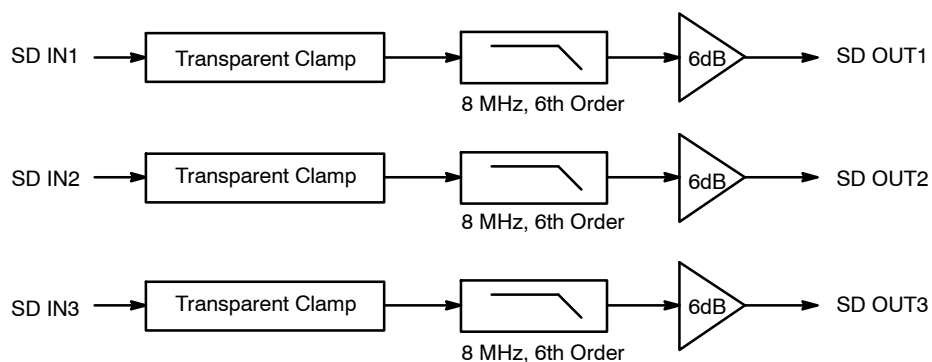 SD IN1 Transparent Clamp 6dB SD OUT1
8 MHz, 6th Order
SD IN2 Transparent Clamp 6dB SD OUT2
8 MHz, 6th Order
SD IN3 Transparent Clamp 6dB SD OUT3
8 MHz, 6th Order